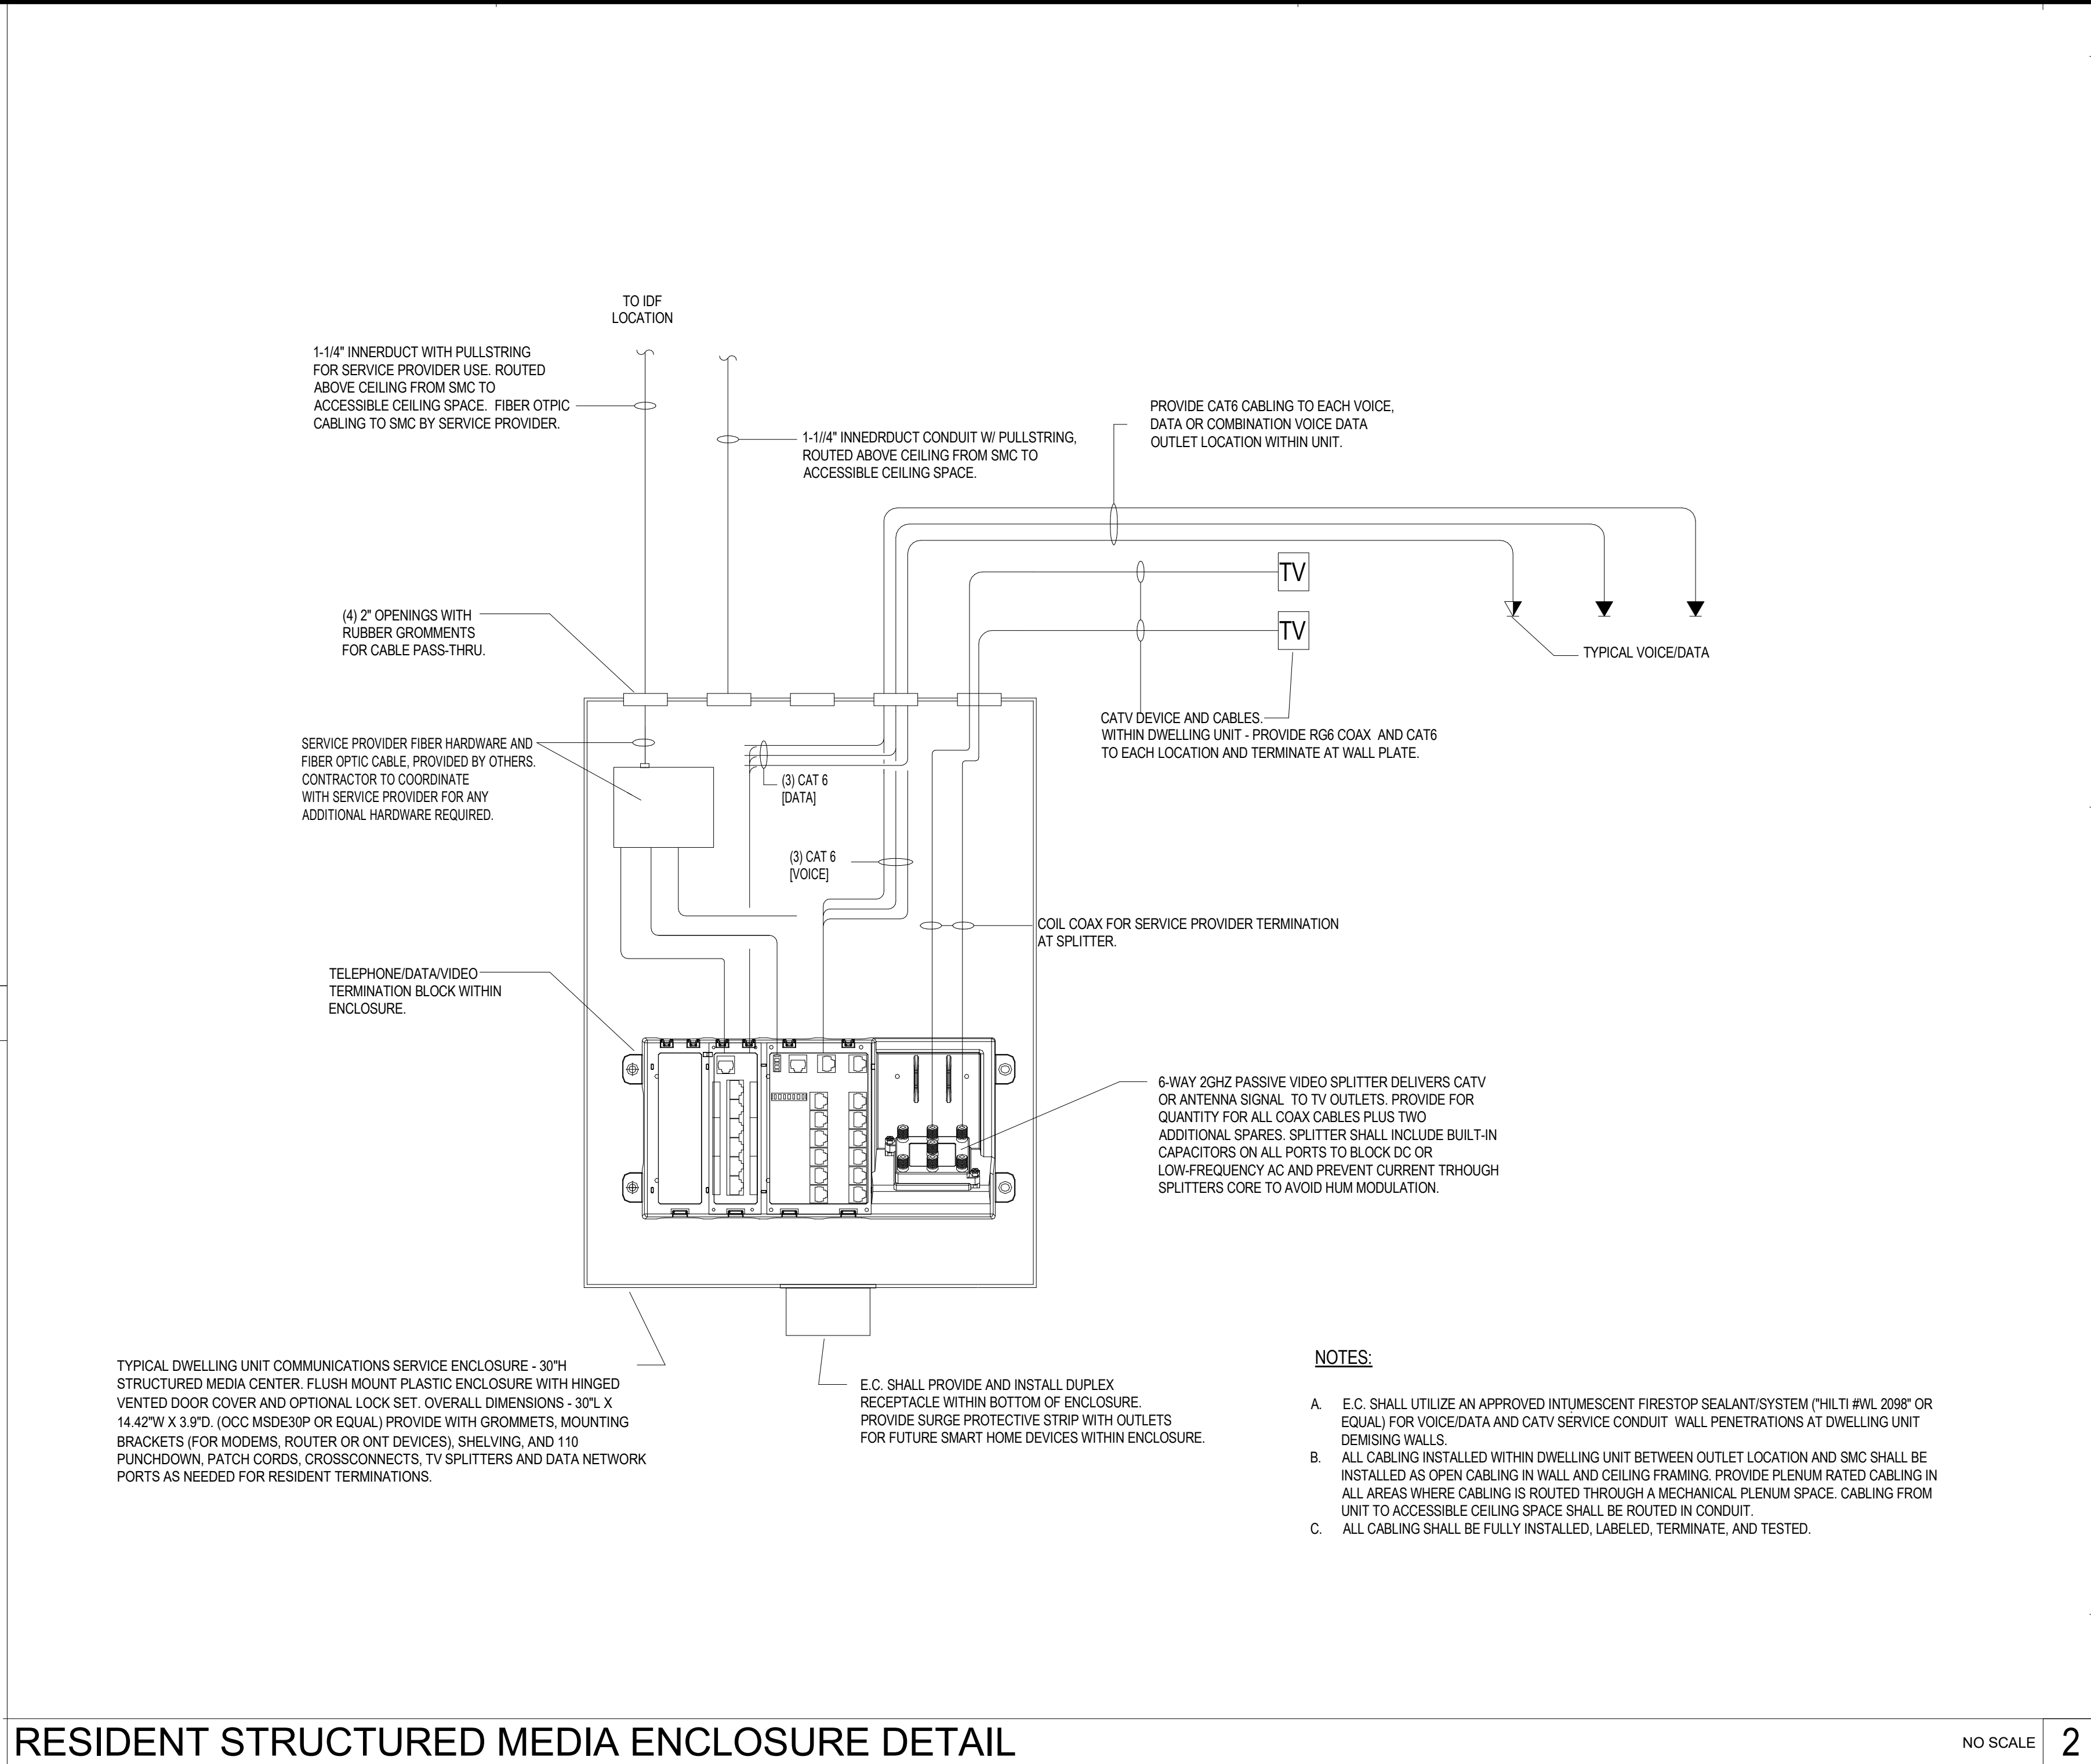 TO IDF
LOCATION
1-1/4" INNERDUCT WITH PULLSTRING
FOR SERVICE PROVIDER USE. ROUTED
ABOVE CEILING FROM SMC TO
ACCESSIBLE CEILING SPACE. FIBER OTPIC
CABLING TO SMC BY SERVICE PROVIDER.
1-1//4" INNEDRDUCT CONDUIT W/ PULLSTRING,
ROUTED ABOVE CEILING FROM SMC TO
ACCESSIBLE CEILING SPACE.
PROVIDE CAT6 CABLING TO EACH VOICE,
DATA OR COMBINATION VOICE DATA
OUTLET LOCATION WITHIN UNIT.
TV
TV
(4) 2" OPENINGS WITH
RUBBER GROMMENTS
FOR CABLE PASS-THRU.
TYPICAL VOICE/DATA
CATV DEVICE AND CABLES.
WITHIN DWELLING UNIT - PROVIDE RG6 COAX AND CAT6
TO EACH LOCATION AND TERMINATE AT WALL PLATE.
SERVICE PROVIDER FIBER HARDWARE AND
FIBER OPTIC CABLE, PROVIDED BY OTHERS.
CONTRACTOR TO COORDINATE
WITH SERVICE PROVIDER FOR ANY
ADDITIONAL HARDWARE REQUIRED.
(3) CAT 6
[DATA]
(3) CAT 6
[VOICE]
COIL COAX FOR SERVICE PROVIDER TERMINATION
AT SPLITTER.
TELEPHONE/DATA/VIDEO
TERMINATION BLOCK WITHIN
ENCLOSURE.
6-WAY 2GHZ PASSIVE VIDEO SPLITTER DELIVERS CATV
OR ANTENNA SIGNAL TO TV OUTLETS. PROVIDE FOR
QUANTITY FOR ALL COAX CABLES PLUS TWO
ADDITIONAL SPARES. SPLITTER SHALL INCLUDE BUILT-IN
CAPACITORS ON ALL PORTS TO BLOCK DC OR
LOW-FREQUENCY AC AND PREVENT CURRENT TRHOUGH
SPLITTERS CORE TO AVOID HUM MODULATION.
TYPICAL DWELLING UNIT COMMUNICATIONS SERVICE ENCLOSURE - 30"H
STRUCTURED MEDIA CENTER. FLUSH MOUNT PLASTIC ENCLOSURE WITH HINGED
VENTED DOOR COVER AND OPTIONAL LOCK SET. OVERALL DIMENSIONS - 30"L X
14.42"W X 3.9"D. (OCC MSDE30P OR EQUAL) PROVIDE WITH GROMMETS, MOUNTING
BRACKETS (FOR MODEMS, ROUTER OR ONT DEVICES), SHELVING, AND 110
PUNCHDOWN, PATCH CORDS, CROSSCONNECTS, TV SPLITTERS AND DATA NETWORK
PORTS AS NEEDED FOR RESIDENT TERMINATIONS.
E.C. SHALL PROVIDE AND INSTALL DUPLEX
RECEPTACLE WITHIN BOTTOM OF ENCLOSURE.
PROVIDE SURGE PROTECTIVE STRIP WITH OUTLETS
FOR FUTURE SMART HOME DEVICES WITHIN ENCLOSURE.
NOTES:
A. E.C. SHALL UTILIZE AN APPROVED INTUMESCENT FIRESTOP SEALANT/SYSTEM ("HILTI #WL 2098" OR
EQUAL) FOR VOICE/DATA AND CATV SERVICE CONDUIT WALL PENETRATIONS AT DWELLING UNIT
DEMISING WALLS.
B. ALL CABLING INSTALLED WITHIN DWELLING UNIT BETWEEN OUTLET LOCATION AND SMC SHALL BE
INSTALLED AS OPEN CABLING IN WALL AND CEILING FRAMING. PROVIDE PLENUM RATED CABLING IN
ALL AREAS WHERE CABLING IS ROUTED THROUGH A MECHANICAL PLENUM SPACE. CABLING FROM
UNIT TO ACCESSIBLE CEILING SPACE SHALL BE ROUTED IN CONDUIT.
C. ALL CABLING SHALL BE FULLY INSTALLED, LABELED, TERMINATE, AND TESTED.
RESIDENT STRUCTURED MEDIA ENCLOSURE DETAIL
NO SCALE
2